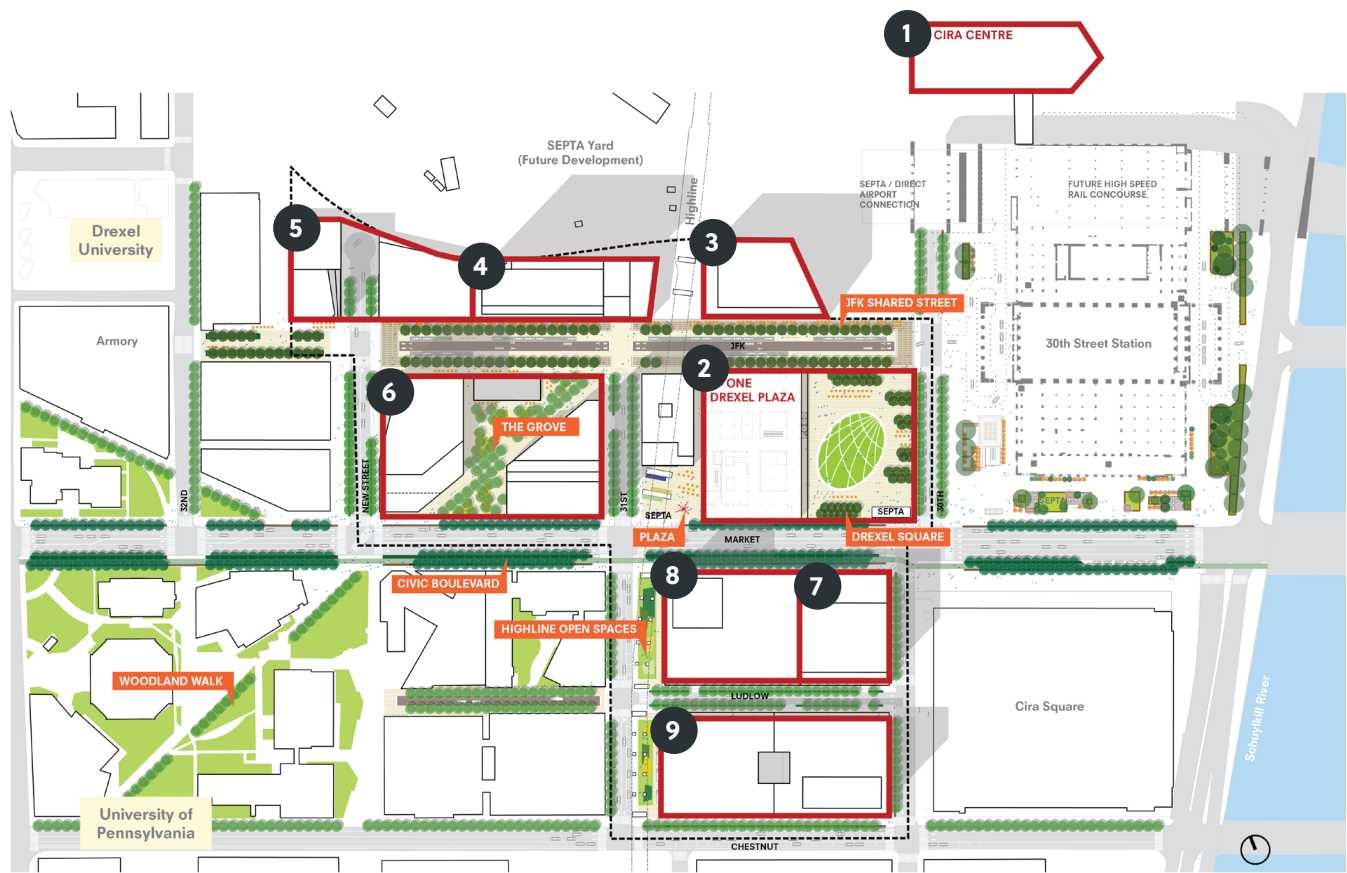 1
CIRA CENTRE
SEPTA Yard
(Future Development)
Highline
SEPTA / DIRECT
AIRPORT
CONNECTION
FUTURE HIGH SPEED
RAIL CONCOURSE
Drexel
University
5
4
3
JFK SHARED STREET
Armory
JFK
30th Street Station
2
ONE
DREXEL PLAZA
6
THE GROVE
32ND
NEW STREET
31ST
30TH
SEPTA
SEPTA
SEPTA
PLAZA
MARKET
DREXEL SQUARE
CIVIC BOULEVARD
8
7
HIGHLINE OPEN SPACES
WOODLAND WALK
LUDLOW
Cira Square
Schuylkill River
9
University of
Pennsylvania
CHESTNUT